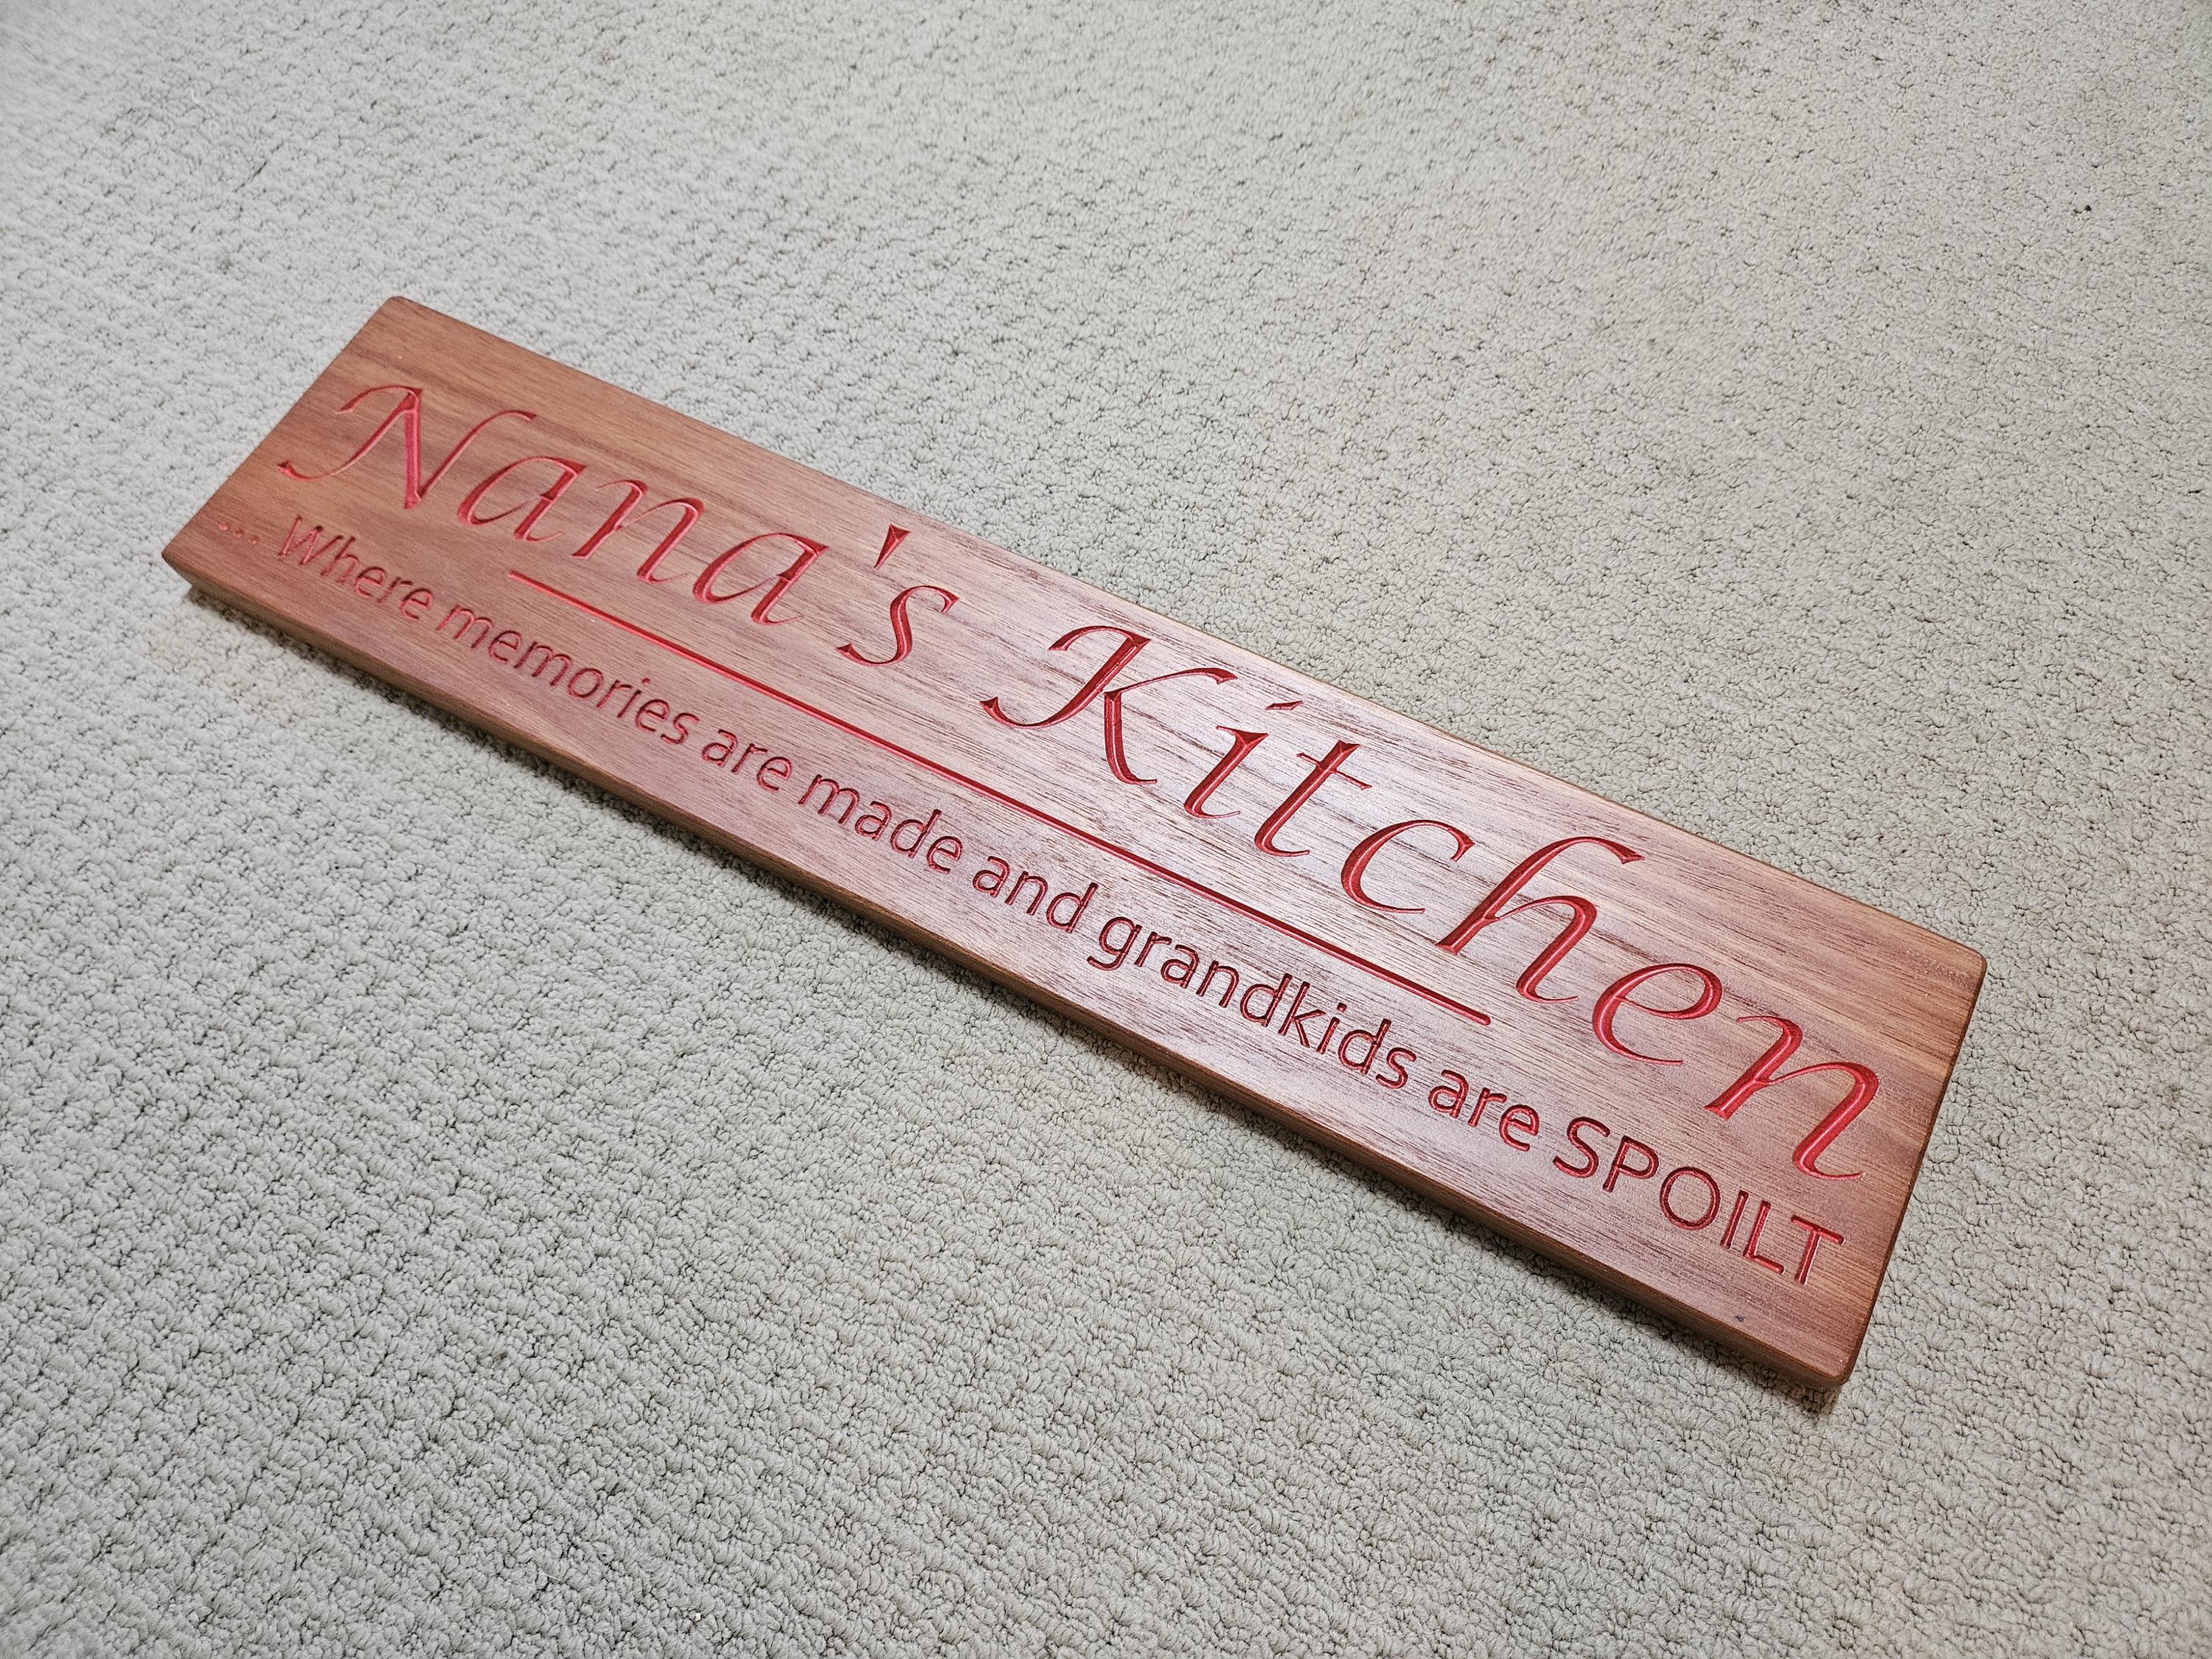 Nana's Kitchen
... Where memories are made and grandkids are SPOILT